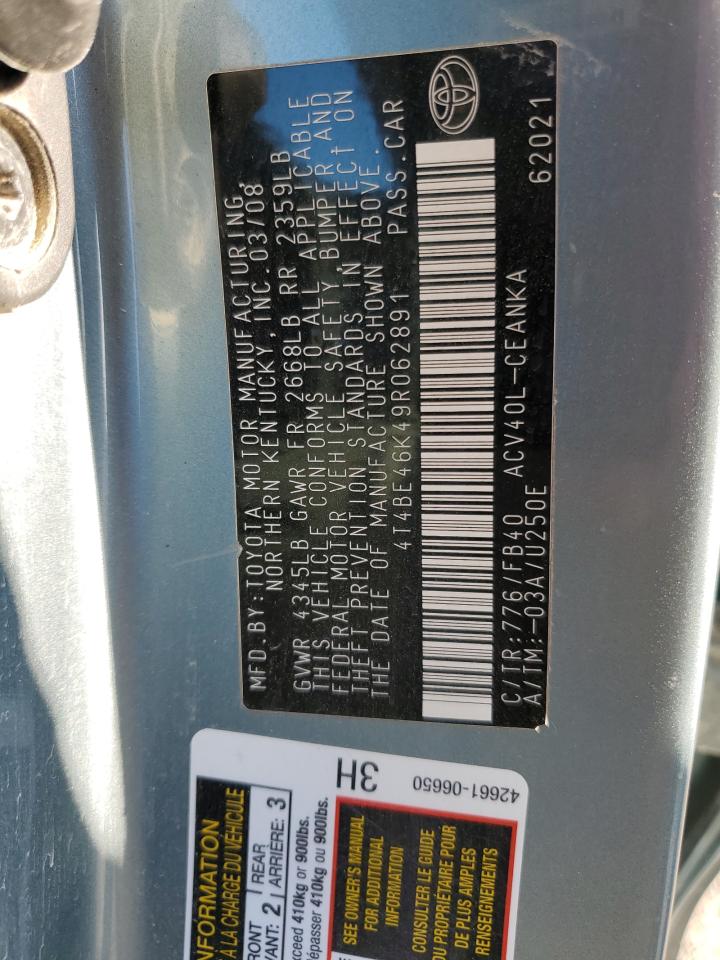 MFD. BY: TOYOTA MOTOR MANUFACTURING,
NORTHERN KENTUCKY, INC. 03/08
GVWR 4345LB GAWR FR 2668LB RR 2359LB
THIS VEHICLE CONFORMS TO ALL APPLICABLE
FEDERAL MOTOR VEHICLE SAFETY, BUMPER, AND
THEFT PREVENTION STANDARDS IN EFFECT ON
THE DATE OF MANUFACTURE SHOWN ABOVE.
4T4BE46K49R062891 PASS.CAR
C/TR:776/FB40 ACV40L-CEANKA
A/TM:-03A/U250E 62021
3H
42661-06650
INFORMATION
À LA CHARGE DU VÉHICULE
FRONT
VANT: 2
REAR
ARRIÈRE: 3
exceed 410kg or 900lbs.
dépasser 410kg ou 900lbs.
SEE OWNER'S MANUAL
FOR ADDITIONAL
INFORMATION
CONSULTER LE GUIDE
DU PROPRIÉTAIRE POUR
DE PLUS AMPLES
RENSEIGNEMENTS